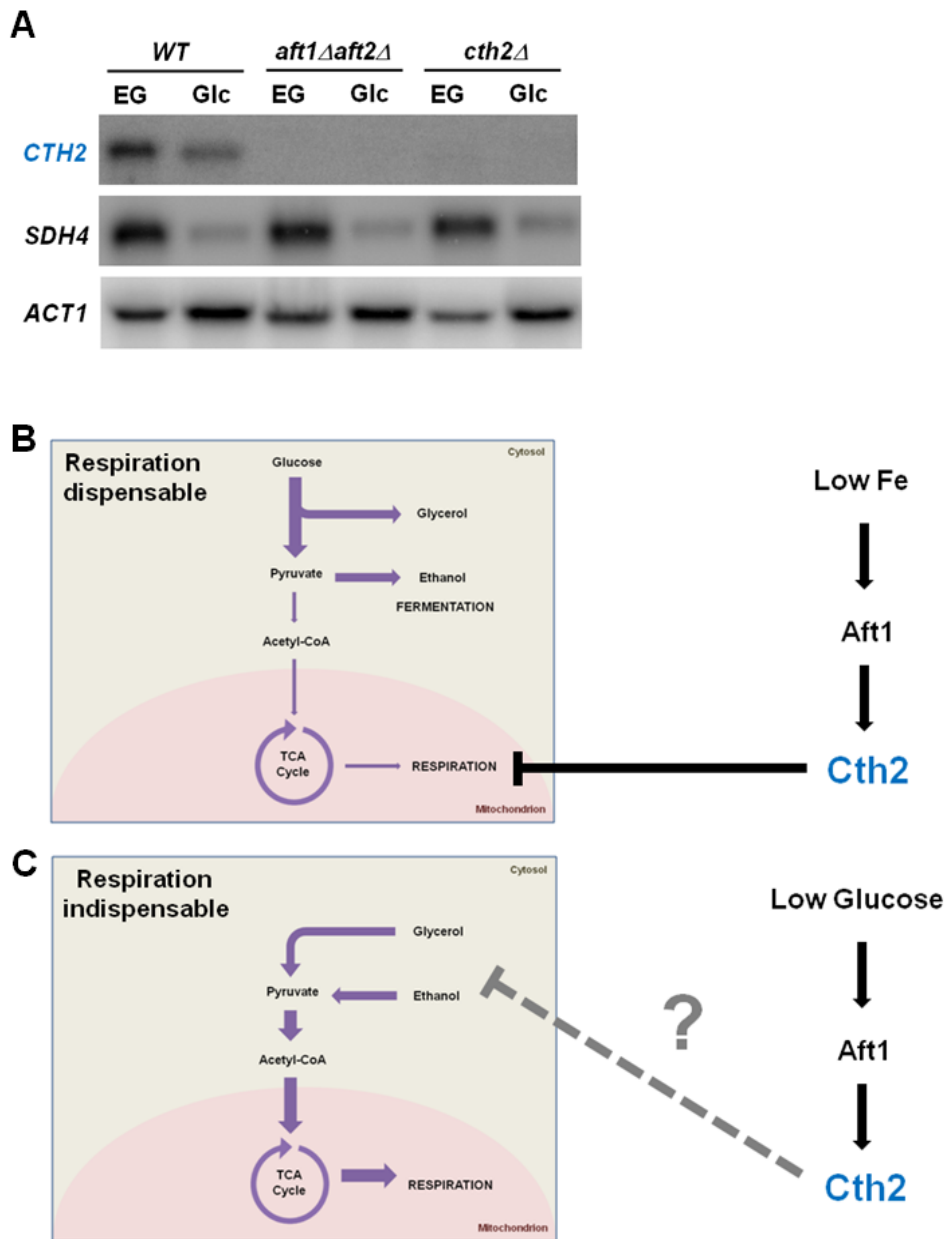 A
WT aft1Δaft2Δ cth2Δ
EG Glc EG Glc EG Glc
CTH2
SDH4
ACT1
B
Respiration
dispensable
Cytosol
Glucose
Glycerol
Pyruvate
Ethanol
FERMENTATION
Acetyl-CoA
TCA
Cycle
RESPIRATION
Mitochondrion
Low Fe
Aft1
Cth2
C
Respiration
indispensable
Cytosol
Glycerol
Pyruvate
Ethanol
Acetyl-CoA
TCA
Cycle
RESPIRATION
Mitochondrion
?
Low Glucose
Aft1
Cth2